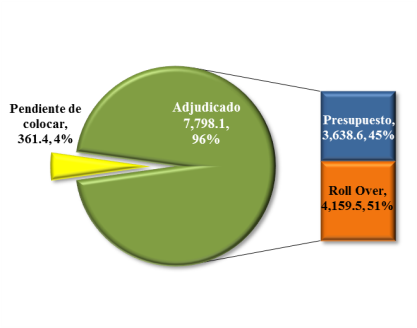 Pendiente de
colocar,
361.4, 4%
Adjudicado
7,798.1,
96%
Presupuesto,
3,638.6, 45%
Roll Over,
4,159.5, 51%